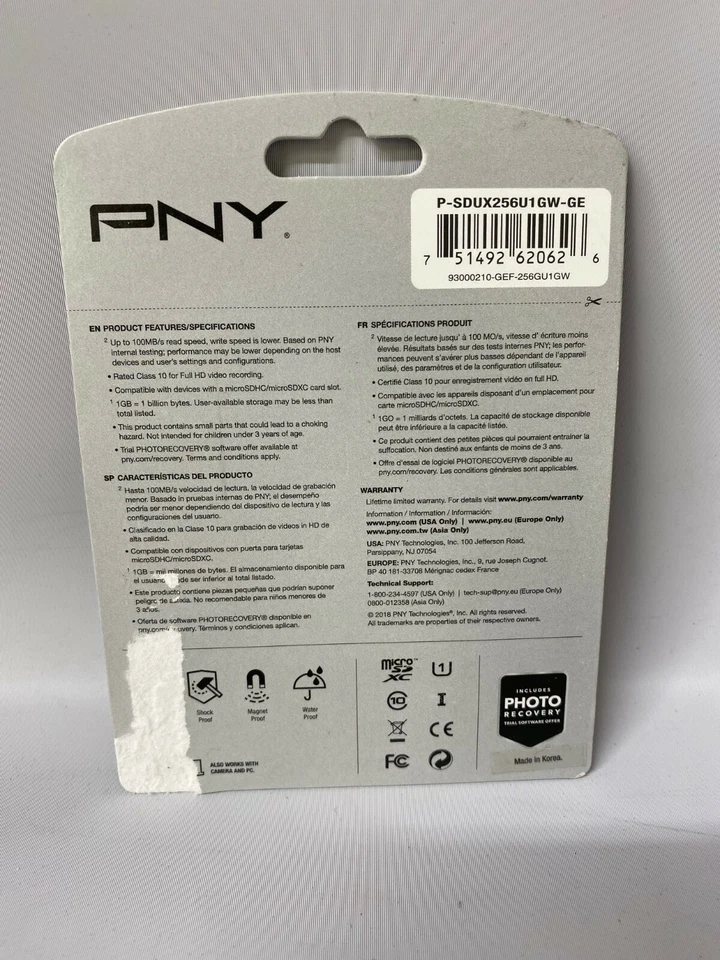 PNY®
P-SDUX256U1GW-GE
7 51492 62062 6
93000210-GEF-256GU1GW
EN PRODUCT FEATURES/SPECIFICATIONS
2 Up to 100MB/s read speed, write speed is lower. Based on PNY
internal testing; performance may be lower depending on the host
devices and user's settings and configurations.
• Rated Class 10 for Full HD video recording.
• Compatible with devices with a microSDHC/microSDXC card slot.
1 1GB = 1 billion bytes. User-available storage may be less than
total listed.
• This product contains small parts that could lead to a choking
hazard. Not intended for children under 3 years of age.
• Trial PHOTORECOVERY® software offer available at
pny.com/recovery. Terms and conditions apply.
SP CARACTERÍSTICAS DEL PRODUCTO
2 Hasta 100MB/s velocidad de lectura, la velocidad de grabación
menor. Basado in pruebas internas de PNY; el desempeño
podría ser menor dependiendo del dispositivo de lectura y las
configuraciones del usuario.
• Clasificado en la Clase 10 para grabación de videos in HD de
alta calidad.
• Compatible con dispositivos con puerta para tarjetas
microSDHC/microSDXC.
1 1GB = mil millones de bytes. El almacenamiento disponible para
el usuario ede ser inferior al total listado.
• Este producto contiene piezas pequeñas que podrían suponer
peligro de asfixia. No recomendable para niños menores de
3 años.
• Oferta de software PHOTORECOVERY® disponible en
pny.com/ overy. Términos y condiciones aplican.
FR SPÉCIFICATIONS PRODUIT
2 Vitesse de lecture jusqu' à 100 MO/s, vitesse d' écriture moins
élevée. Résultats basés sur des tests internes PNY; les perfor-
mances peuvent s'avérer plus basses dépendant de l'appareil
utilisé, des paramètres et de la configuration utilisateur.
• Certifié Class 10 pour enregistrement vidéo en full HD.
• Compatible avec les appareils disposant d'un emplacement pour
carte microSDHC/microSDXC.
1 1GO = 1 milliards d'octets. La capacité de stockage disponible
peut être inférieure a la capacité listée.
• Ce produit contient des petites pièces qui pourraient entrainer la
suffocation. Non destiné aux enfants de moins de 3 ans.
• Offre d'essai de logiciel PHOTORECOVERY® disponible au
pny.com/recovery. Les conditions générales sont applicables.
WARRANTY
Lifetime limited warranty. For details visit www.pny.com/warranty
Information / Information / Información:
www.pny.com (USA Only) | www.pny.eu (Europe Only)
www.pny.com.tw (Asia Only)
USA: PNY Technologies, Inc. 100 Jefferson Road,
Parsippany, NJ 07054
EUROPE: PNY Technologies, Inc., 9, rue Joseph Cugnot.
BP 40 181-33708 Mérignac cedex France
Technical Support:
1-800-234-4597 (USA Only) | tech-sup@pny.eu (Europe Only)
0800-012358 (Asia Only)
© 2018 PNY Technologies®, Inc. All rights reserved.
All trademarks are properties of their respective owners.
Shock
Proof
Magnet
Proof
Water
Proof
ALSO WORKS WITH
CAMERA AND PC.
micro SD XC
1
10
I
CE
FC
INCLUDES
PHOTO
RECOVERY
TRIAL SOFTWARE OFFER
Made in Korea.